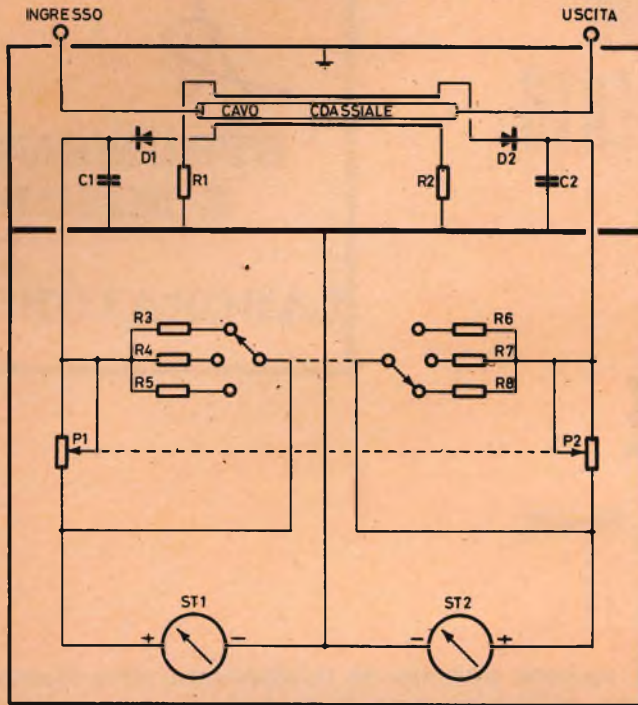 INGRESSO USCITA
CAVO COASSIALE
D1 D2
C1 R1 R2 C2
R3 R6
R4 R7
R5 R8
P1 P2
ST1 ST2
+ - - +